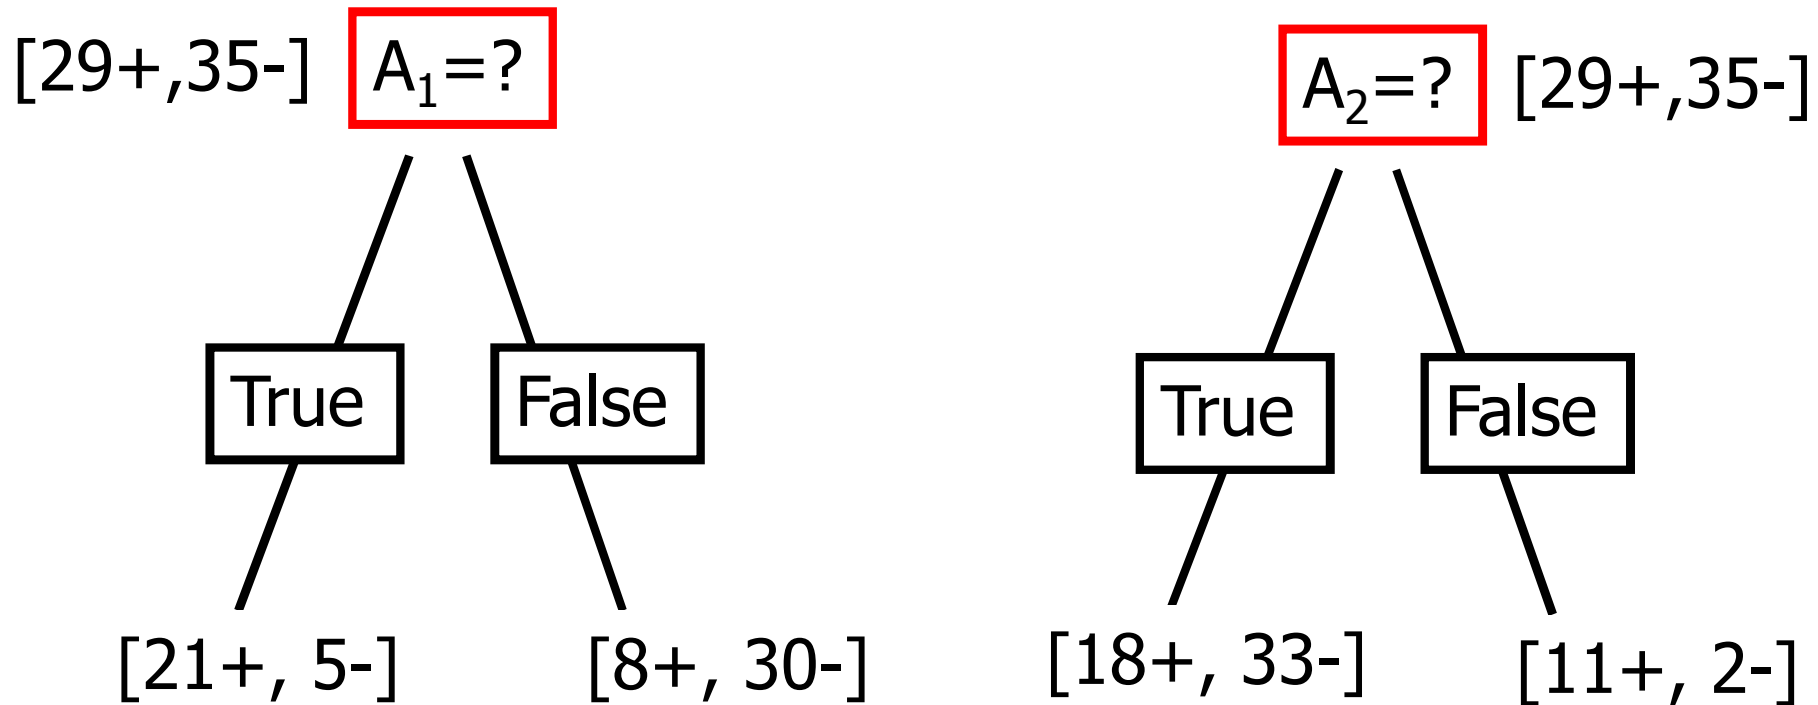 [29+,35-] A₁=?
A₂=? [29+,35-]
True False
True False
[21+, 5-] [8+, 30-]
[18+, 33-] [11+, 2-]